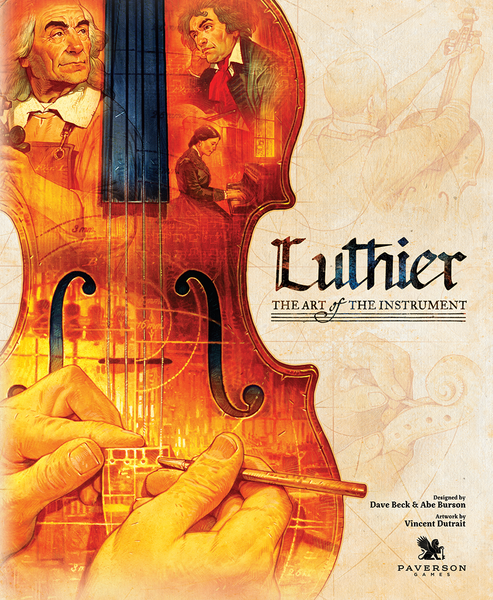 Luthier
THE ART of THE INSTRUMENT
Designed by
Dave Beck & Abe Burson
Artwork by
Vincent Dutrait
PAVERSON
GAMES